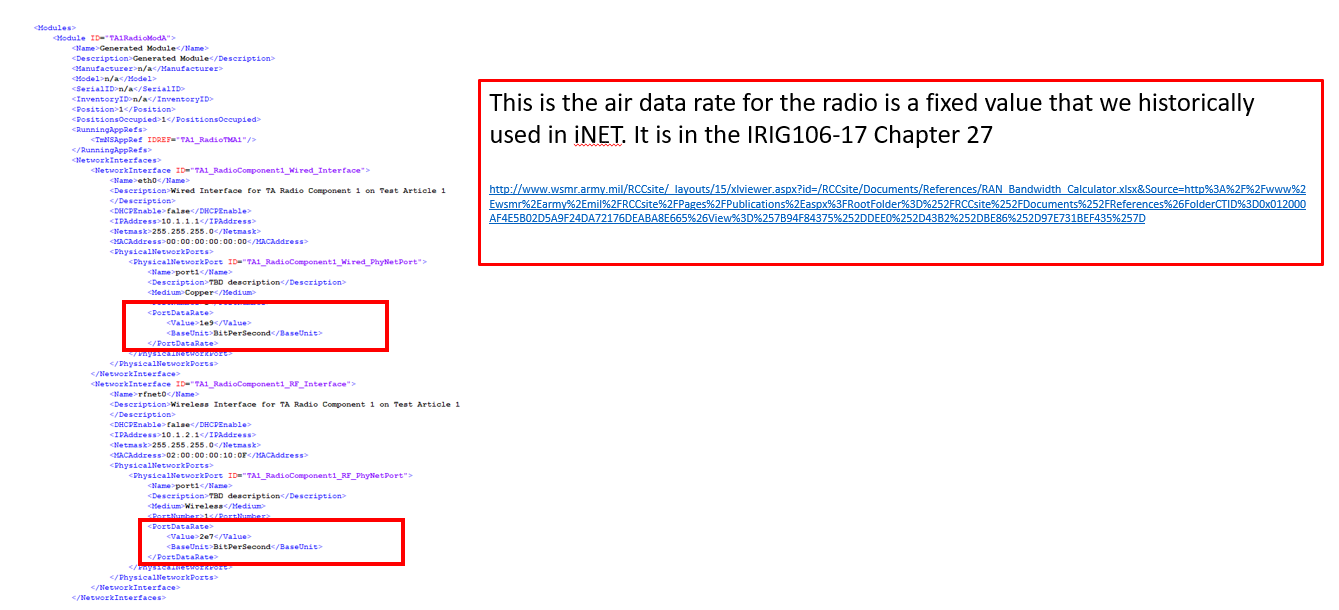 <Modules>
<Module ID="TA1RadioModA">
<Name>Generated Module</Name>
<Description>Generated Module</Description>
<Manufacturer>n/a</Manufacturer>
<Model>n/a</Model>
<SerialID>n/a</SerialID>
<InventoryID>n/a</InventoryID>
<Position>1</Position>
<PositionsOccupied>1</PositionsOccupied>
<RunningAppRefs>
<TmNSAppRef IDREF="TA1_RadioTMA1"/>
</RunningAppRefs>
<NetworkInterfaces>
<NetworkInterface ID="TA1_RadioComponent1_Wired_Interface">
<Name>eth0</Name>
<Description>Wired Interface for TA Radio Component 1 on Test Article 1
</Description>
<DHCPEnable>false</DHCPEnable>
<IPAddress>10.1.1.1</IPAddress>
<Netmask>255.255.255.0</Netmask>
<MACAddress>00:00:00:00:00:00</MACAddress>
<PhysicalNetworkPorts>
<PhysicalNetworkPort ID="TA1_RadioComponent1_Wired_PhyNetPort">
<Name>port1</Name>
<Description>TBD description</Description>
<Medium>Copper</Medium>
<PortDataRate>
<Value>1e9</Value>
<BaseUnit>BitPerSecond</BaseUnit>
</PortDataRate>
</PhysicalNetworkPort>
</PhysicalNetworkPorts>
</NetworkInterface>
<NetworkInterface ID="TA1_RadioComponent1_RF_Interface">
<Name>rfnet0</Name>
<Description>Wireless Interface for TA Radio Component 1 on Test Article 1
</Description>
<DHCPEnable>false</DHCPEnable>
<IPAddress>10.1.2.1</IPAddress>
<Netmask>255.255.255.0</Netmask>
<MACAddress>02:00:00:00:10:0F</MACAddress>
<PhysicalNetworkPorts>
<PhysicalNetworkPort ID="TA1_RadioComponent1_RF_PhyNetPort">
<Name>port1</Name>
<Description>TBD description</Description>
<Medium>Wireless</Medium>
<PortNumber>1</PortNumber>
<PortDataRate>
<Value>2e7</Value>
<BaseUnit>BitPerSecond</BaseUnit>
</PortDataRate>
</PhysicalNetworkPort>
</PhysicalNetworkPorts>
</NetworkInterface>
</NetworkInterfaces>
This is the air data rate for the radio is a fixed value that we historically
used in iNET. It is in the IRIG106-17 Chapter 27
http://www.wsmr.army.mil/RCCsite/_layouts/15/xlviewer.aspx?id=/RCCsite/Documents/References/RAN_Bandwidth_Calculator.xlsx&Source=http%3A%2F%2Fwww%2
Ewsmr%2Earmy%2Emil%2FRCCsite%2FPages%2FPublications%2Easpx%3FRootFolder%3D%252FRCCsite%252FDocuments%252FReferences%26FolderCTID%3D0x012000
AF4E5B02D5A9F24DA72176DEABA8E665%26View%3D%257B94F84375%252DDEE0%252D43B2%252DBE86%252D97E731BEF435%257D